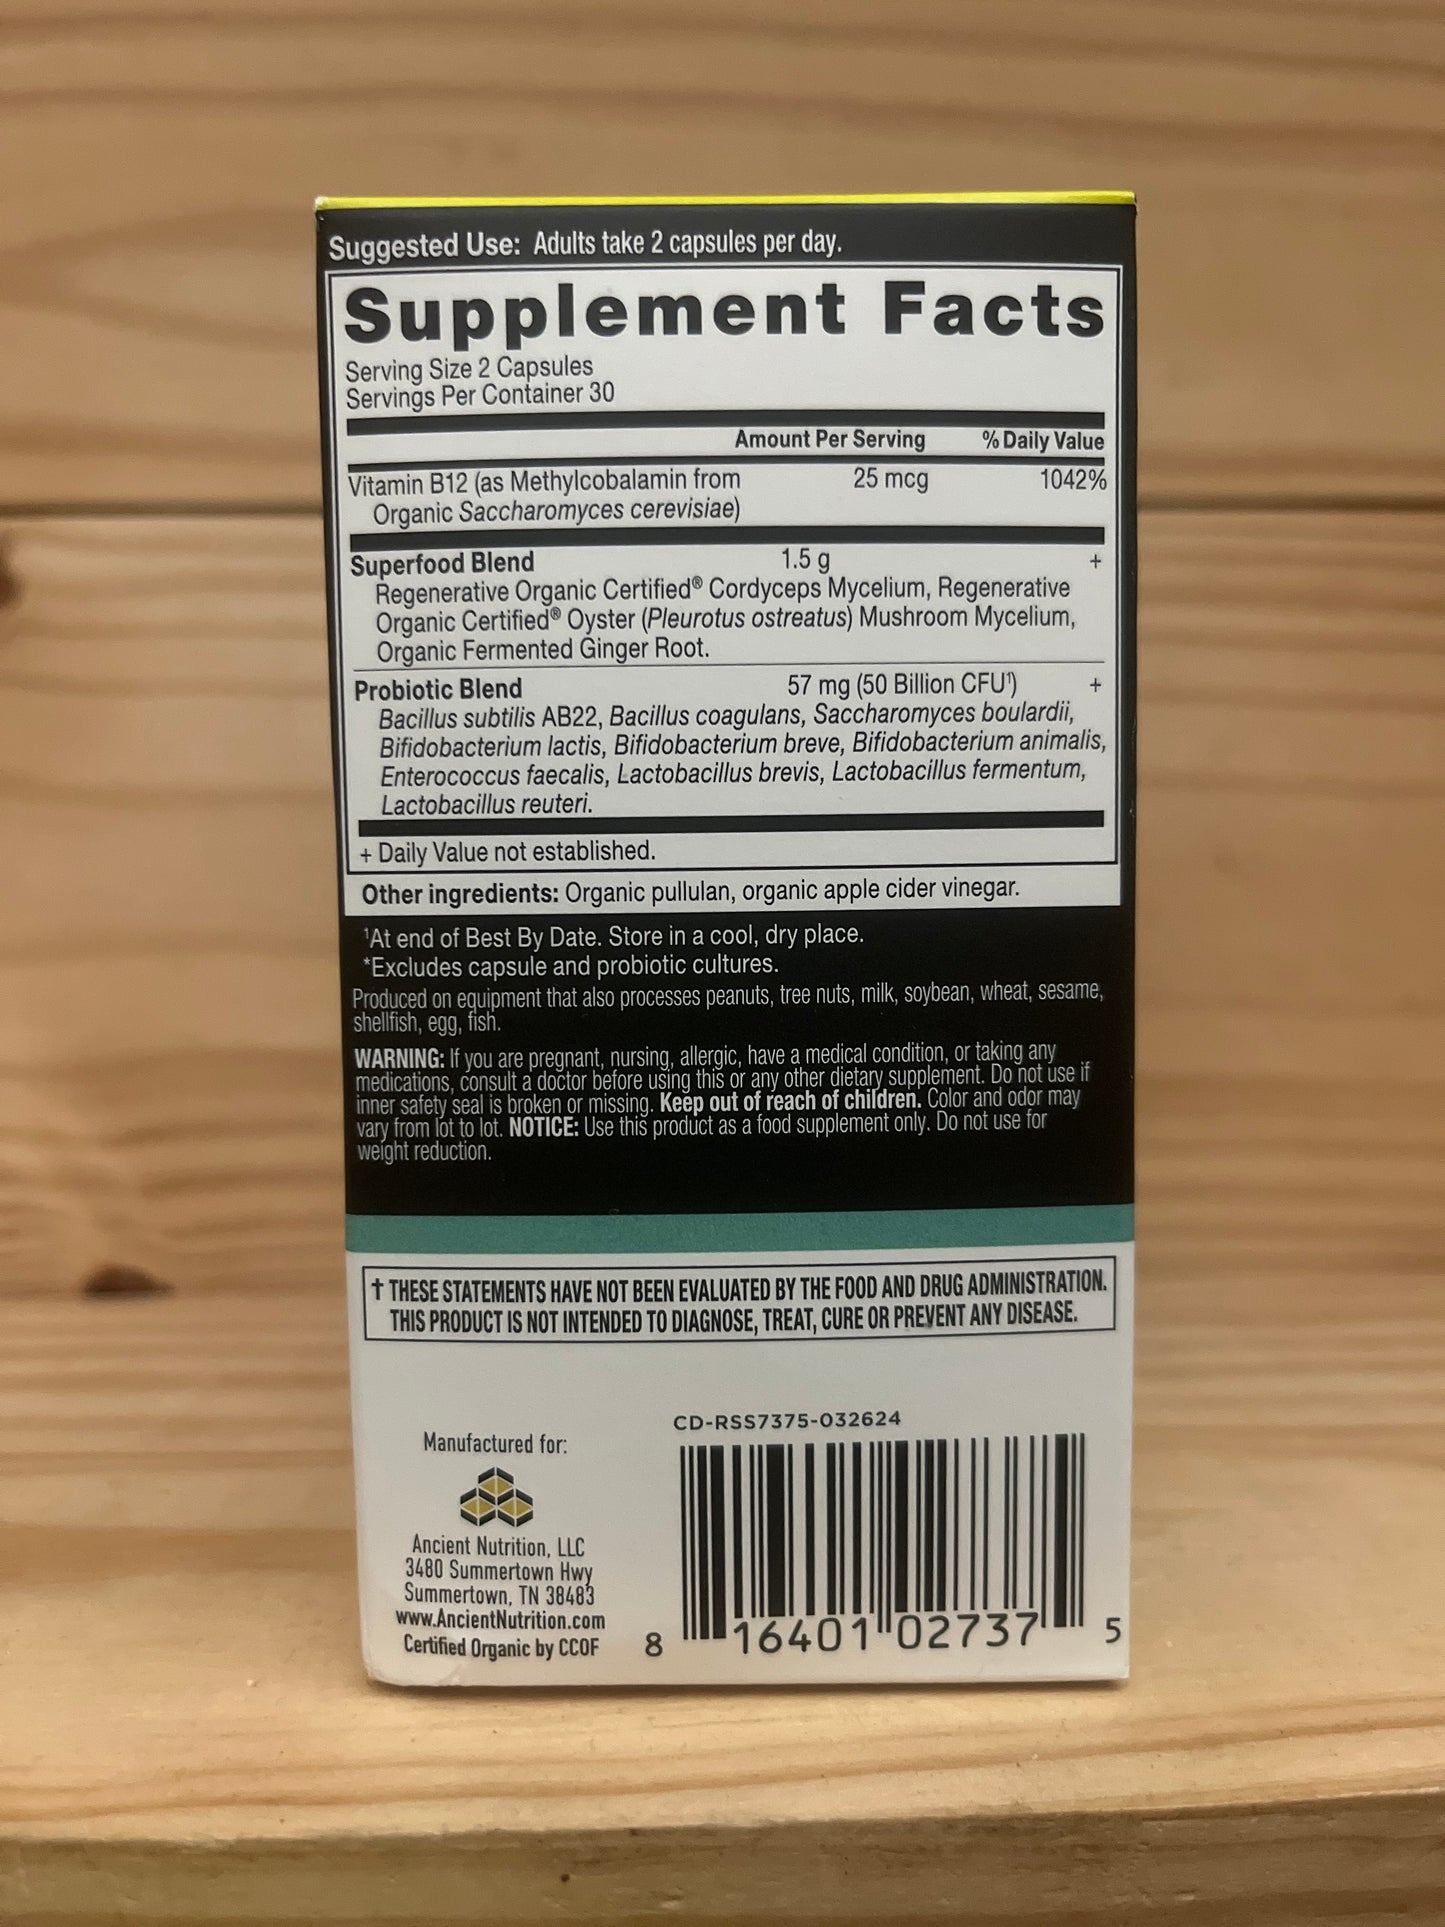 Suggested Use: Adults take 2 capsules per day.
Supplement Facts
Serving Size 2 Capsules
Servings Per Container 30
Amount Per Serving % Daily Value
Vitamin B12 (as Methylcobalamin from 25 mcg 1042%
Organic Saccharomyces cerevisiae)
Superfood Blend 1.5 g +
Regenerative Organic Certified® Cordyceps Mycelium, Regenerative
Organic Certified® Oyster (Pleurotus ostreatus) Mushroom Mycelium,
Organic Fermented Ginger Root.
Probiotic Blend 57 mg (50 Billion CFU¹) +
Bacillus subtilis AB22, Bacillus coagulans, Saccharomyces boulardii,
Bifidobacterium lactis, Bifidobacterium breve, Bifidobacterium animalis,
Enterococcus faecalis, Lactobacillus brevis, Lactobacillus fermentum,
Lactobacillus reuteri.
+ Daily Value not established.
Other ingredients: Organic pullulan, organic apple cider vinegar.
¹At end of Best By Date. Store in a cool, dry place.
*Excludes capsule and probiotic cultures.
Produced on equipment that also processes peanuts, tree nuts, milk, soybean, wheat, sesame,
shellfish, egg, fish.
WARNING: If you are pregnant, nursing, allergic, have a medical condition, or taking any
medications, consult a doctor before using this or any other dietary supplement. Do not use if
inner safety seal is broken or missing. Keep out of reach of children. Color and odor may
vary from lot to lot. NOTICE: Use this product as a food supplement only. Do not use for
weight reduction.
† THESE STATEMENTS HAVE NOT BEEN EVALUATED BY THE FOOD AND DRUG ADMINISTRATION.
THIS PRODUCT IS NOT INTENDED TO DIAGNOSE, TREAT, CURE OR PREVENT ANY DISEASE.
CD-RSS7375-032624
Manufactured for:
Ancient Nutrition, LLC
3480 Summertown Hwy
Summertown, TN 38483
www.AncientNutrition.com
Certified Organic by CCOF
8 16401 02737 5